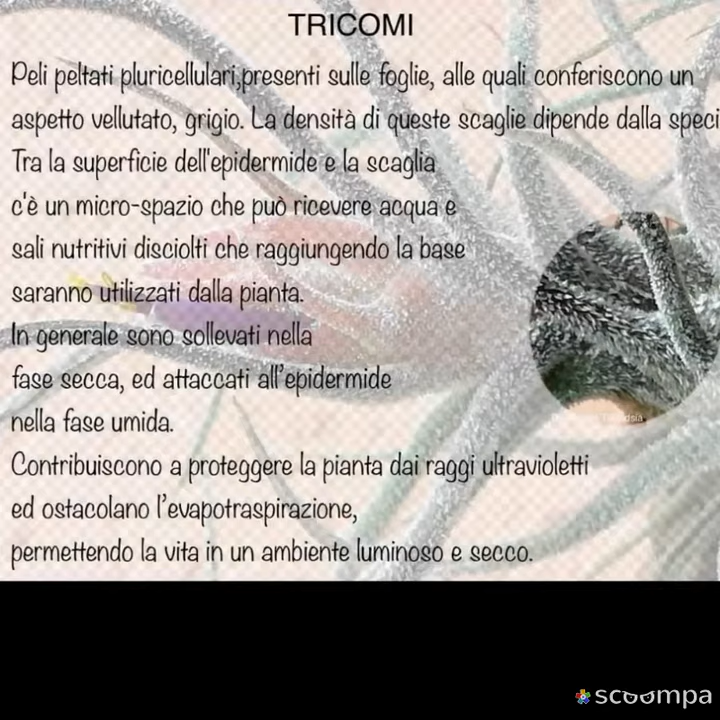 TRICOMI
Peli peltati pluricellulari,presenti sulle foglie, alle quali conferiscono un
aspetto vellutato, grigio. La densità di queste scaglie dipende dalla speci
Tra la superficie dell'epidermide e la scaglia
c'è un micro-spazio che può ricevere acqua e
sali nutritivi disciolti che raggiungendo la base
saranno utilizzati dalla pianta.
In generale sono sollevati nella
fase secca, ed attaccati all'epidermide
nella fase umida.
Contribuiscono a proteggere la pianta dai raggi ultravioletti
ed ostacolano l'evapotraspirazione,
permettendo la vita in un ambiente luminoso e secco.
scoompa